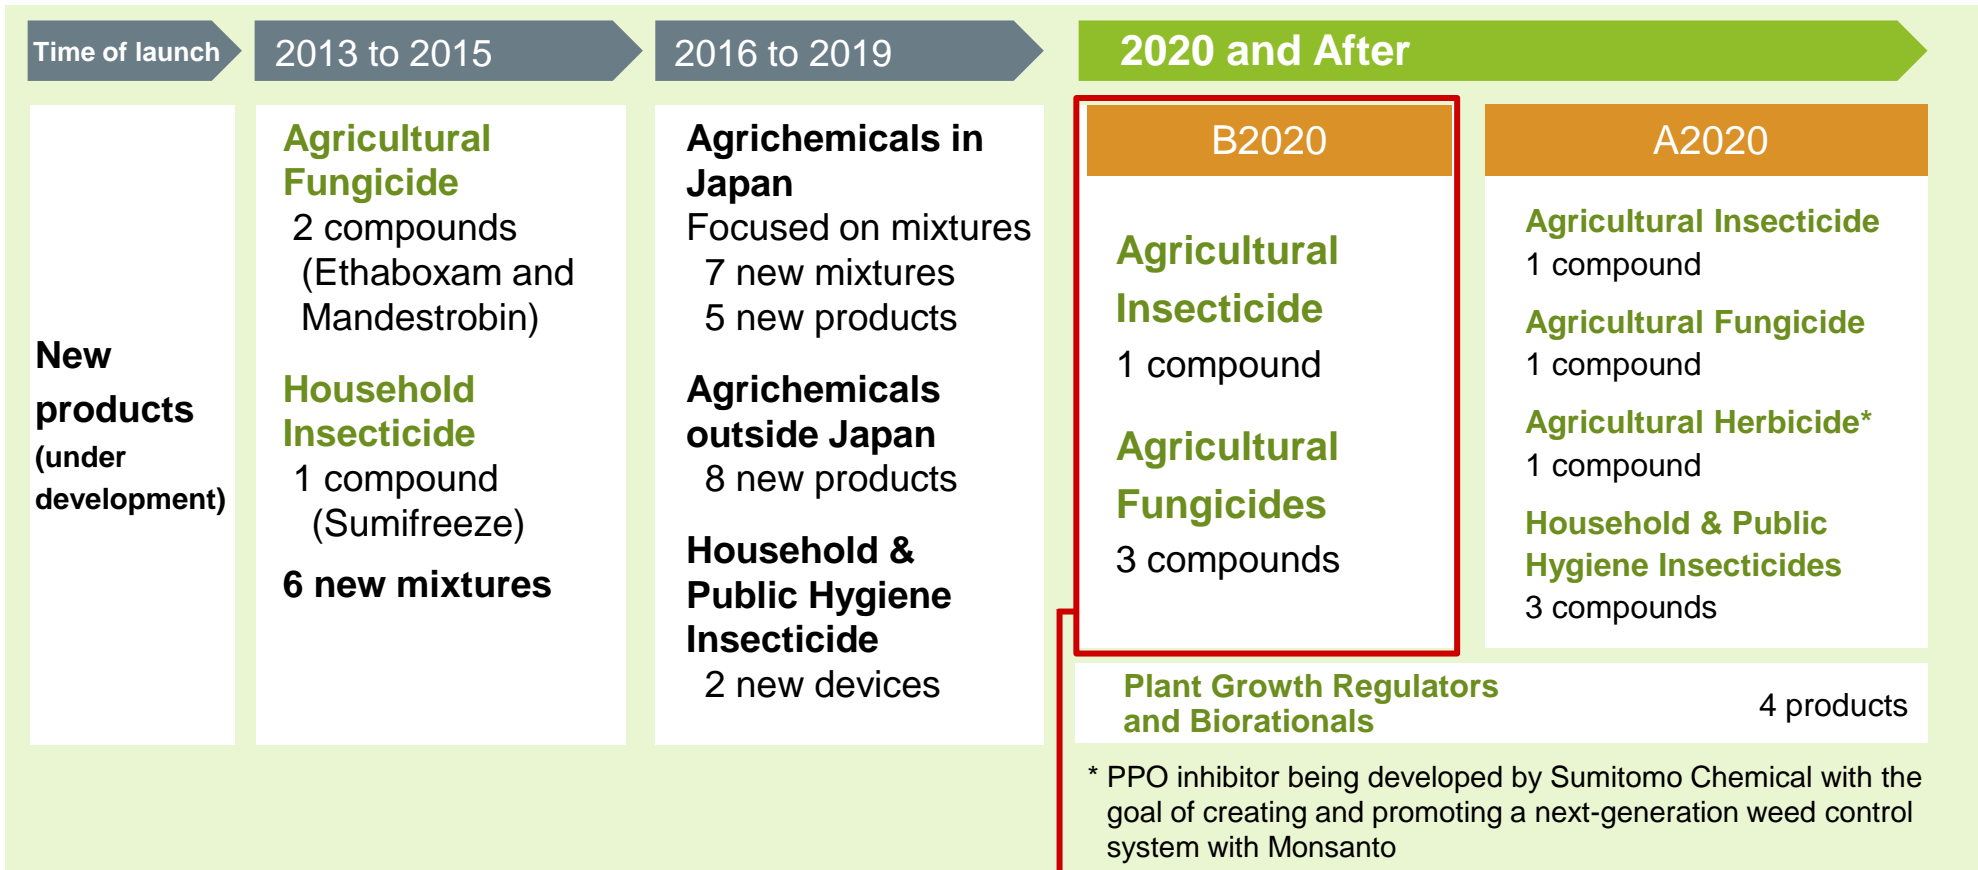 Time of launch
2013 to 2015
2016 to 2019
2020 and After
New
products
(under
development)
Agricultural
Fungicide
2 compounds
(Ethaboxam and
Mandestrobin)
Household
Insecticide
1 compound
(Sumifreeze)
6 new mixtures
Agrichemicals in
Japan
Focused on mixtures
7 new mixtures
5 new products
Agrichemicals
outside Japan
8 new products
Household &
Public Hygiene
Insecticide
2 new devices
B2020
Agricultural
Insecticide
1 compound
Agricultural
Fungicides
3 compounds
A2020
Agricultural Insecticide
1 compound
Agricultural Fungicide
1 compound
Agricultural Herbicide*
1 compound
Household & Public
Hygiene Insecticides
3 compounds
Plant Growth Regulators
and Biorationals
4 products
* PPO inhibitor being developed by Sumitomo Chemical with the
goal of creating and promoting a next-generation weed control
system with Monsanto